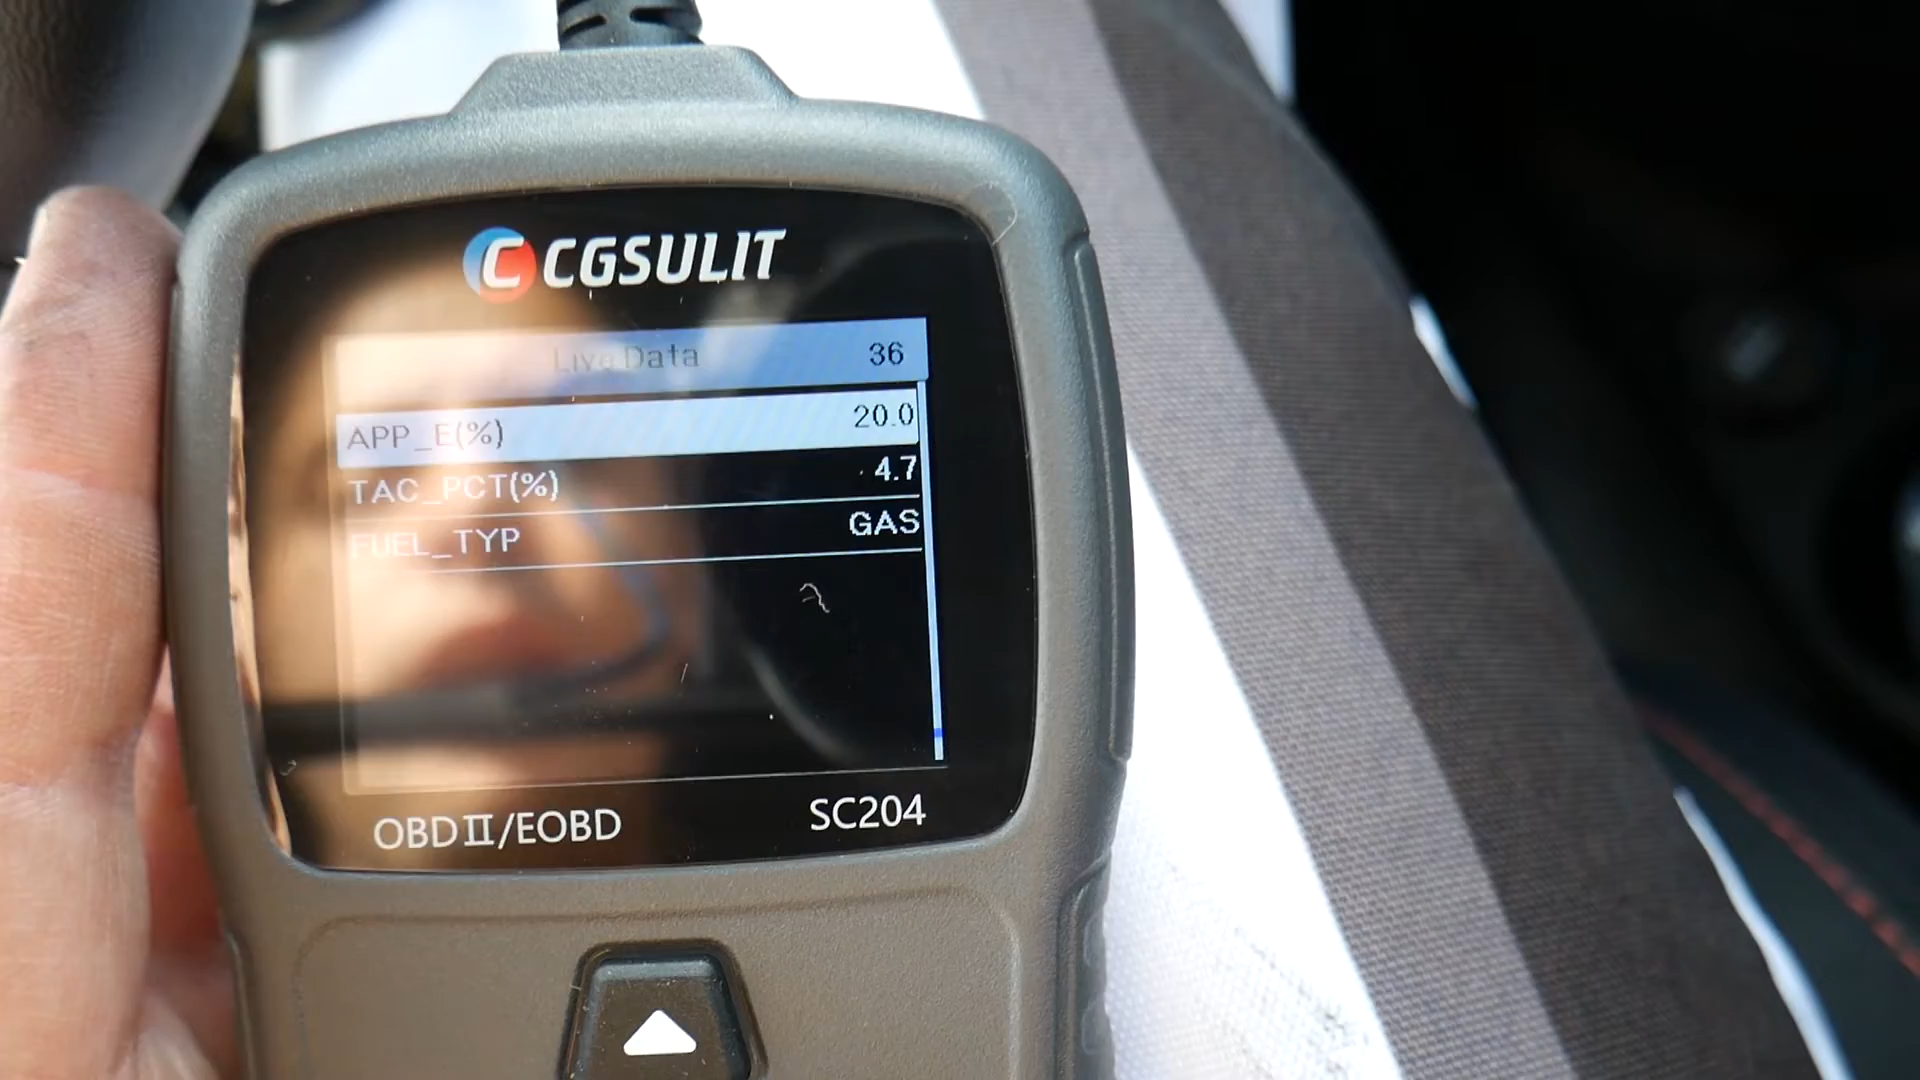 C CGSULIT
Live Data 36
APP_E(%) 20.0
TAC_PCT(%) 4.7
FUEL_TYP GAS
OBDII/EOBD SC204